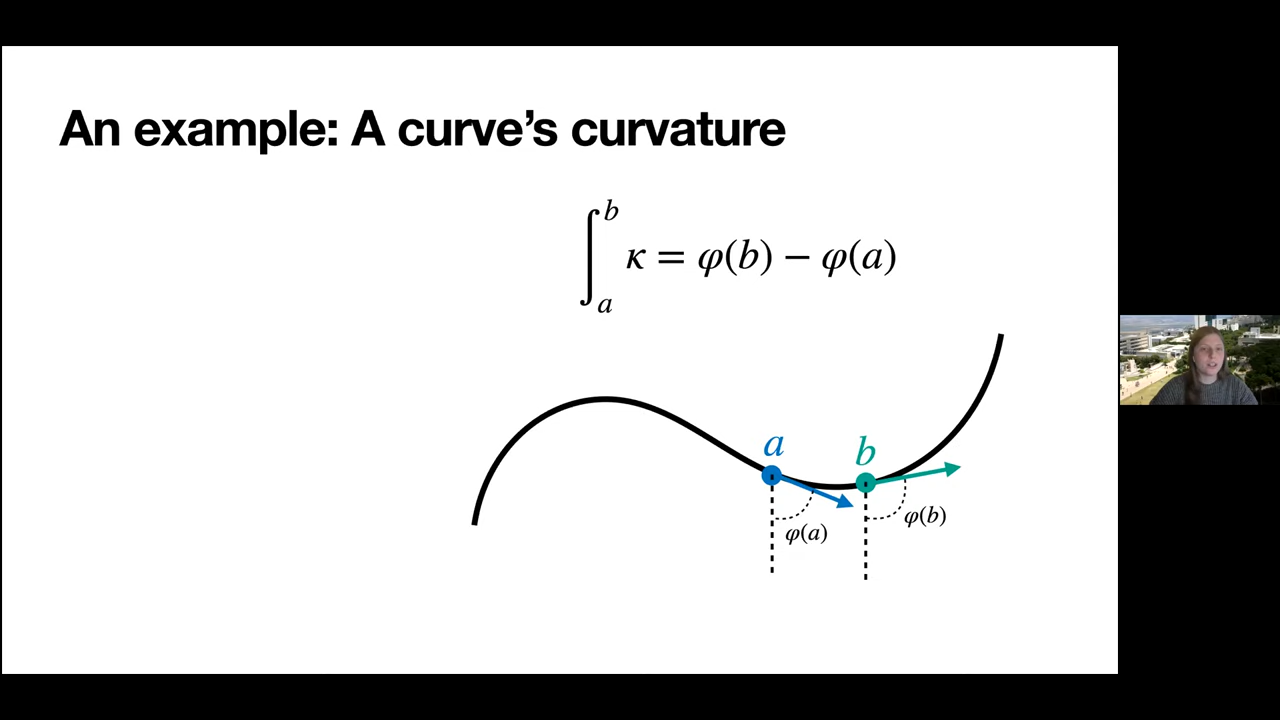 An example: A curve’s curvature
∫_a^b κ = φ(b) − φ(a)
a
b
φ(a)
φ(b)